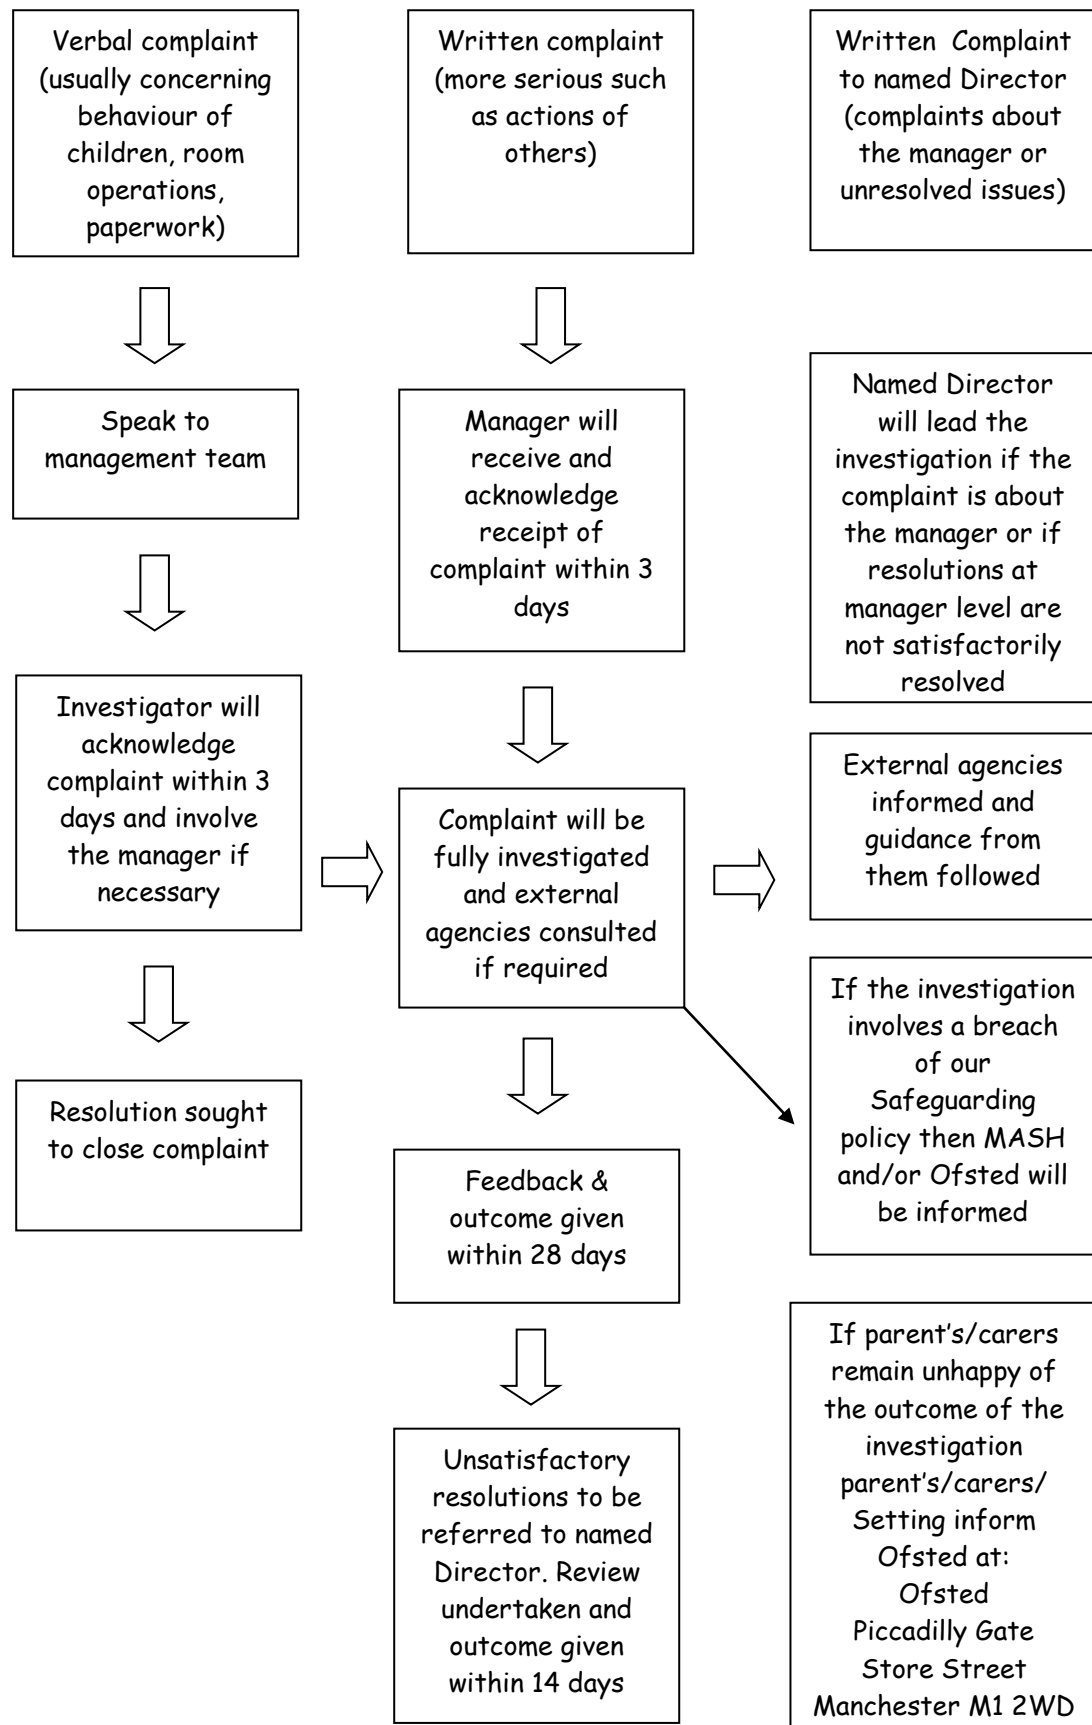 Verbal complaint
(usually concerning
behaviour of
children, room
operations,
paperwork)
Written complaint
(more serious such
as actions of
others)
Written Complaint
to named Director
(complaints about
the manager or
unresolved issues)
Speak to
management team
Manager will
receive and
acknowledge
receipt of
complaint within 3
days
Named Director
will lead the
investigation if the
complaint is about
the manager or if
resolutions at
manager level are
not satisfactorily
resolved
Investigator will
acknowledge
complaint within 3
days and involve
the manager if
necessary
Complaint will be
fully investigated
and external
agencies consulted
if required
External agencies
informed and
guidance from
them followed
If the investigation
involves a breach
of our
Safeguarding
policy then MASH
and/or Ofsted will
be informed
Resolution sought
to close complaint
Feedback &
outcome given
within 28 days
Unsatisfactory
resolutions to be
referred to named
Director. Review
undertaken and
outcome given
within 14 days
If parent's/carers
remain unhappy of
the outcome of the
investigation
parent's/carers/
Setting inform
Ofsted at:
Ofsted
Piccadilly Gate
Store Street
Manchester M1 2WD